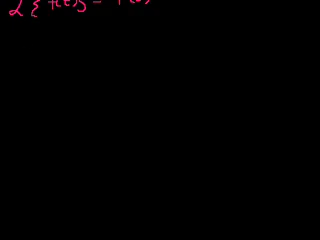 ℒ{f(t)} = F(s)